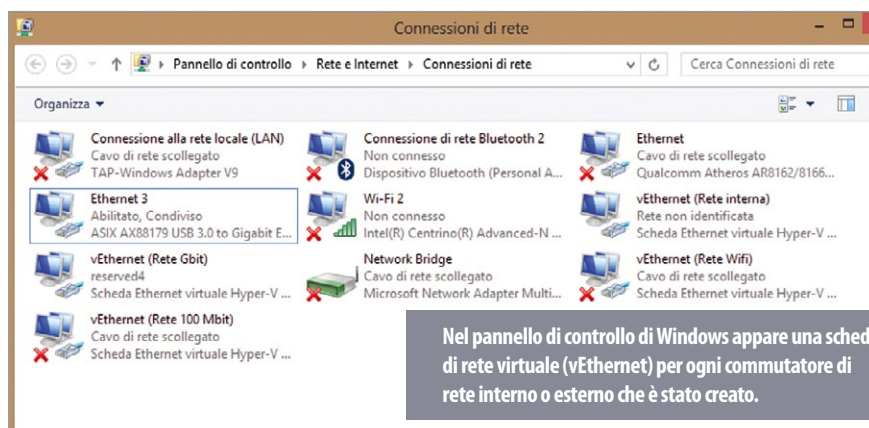 Connessioni di rete
Pannello di controllo
Rete e Internet
Connessioni di rete
Cerca Connessioni di rete
Organizza
Connessione alla rete locale (LAN)
Cavo di rete scollegato
TAP-Windows Adapter V9
Connessione di rete Bluetooth 2
Non connesso
Dispositivo Bluetooth (Personal A...
Ethernet
Cavo di rete scollegato
Qualcomm Atheros AR8162/8166...
Ethernet 3
Abilitato, Condiviso
ASIX AX88179 USB 3.0 to Gigabit E...
Wi-Fi 2
Non connesso
Intel(R) Centrino(R) Advanced-N ...
vEthernet (Rete interna)
Rete non identificata
Scheda Ethernet virtuale Hyper-V ...
vEthernet (Rete Gbit)
reserved4
Scheda Ethernet virtuale Hyper-V ...
Network Bridge
Cavo di rete scollegato
Microsoft Network Adapter Multi...
vEthernet (Rete Wifi)
Cavo di rete scollegato
Scheda Ethernet virtuale Hyper-V ...
vEthernet (Rete 100 Mbit)
Cavo di rete scollegato
Scheda Ethernet virtuale Hyper-V ...
Nel pannello di controllo di Windows appare una sched
di rete virtuale (vEthernet) per ogni commutatore di
rete interno o esterno che è stato creato.